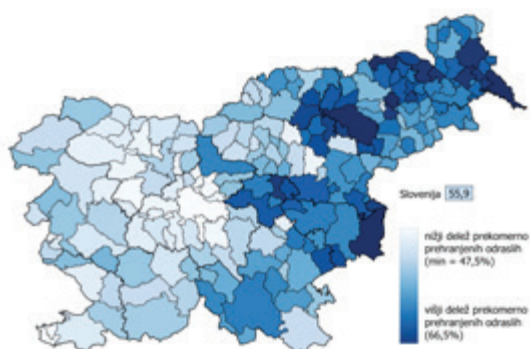 Slovenija 55,9
nižji delež prekomerno
prehranjenih odraslih
(min = 47,5%)
višji delež prekomerno
prehranjenih odraslih
(66,5%)